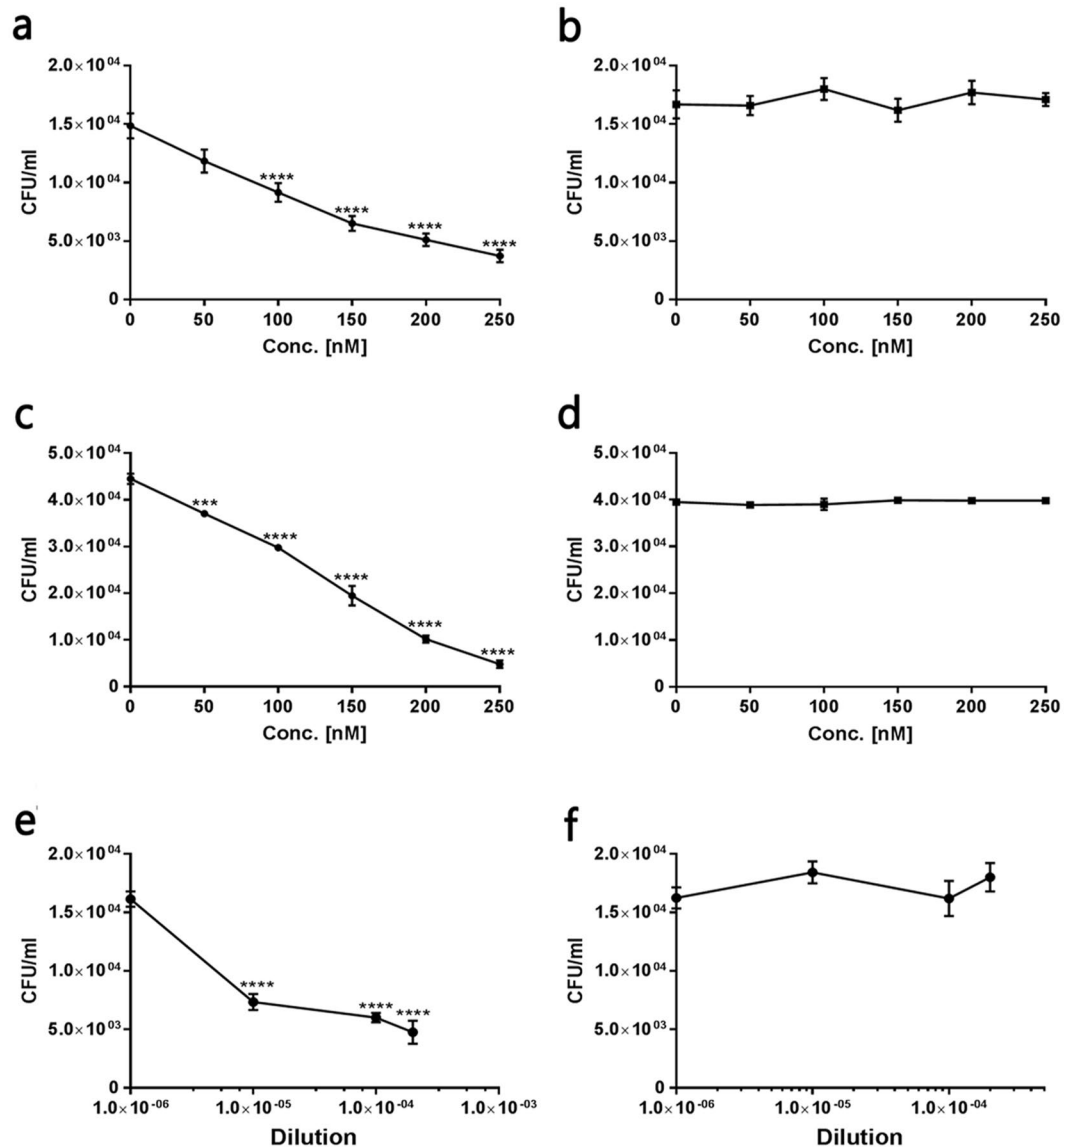 a
2.0×10⁰⁴
1.5×10⁰⁴
1.0×10⁰⁴
5.0×10⁰³
0
CFU/ml
****
****
****
****
0 50 100 150 200 250
Conc. [nM]
b
2.0×10⁰⁴
1.5×10⁰⁴
1.0×10⁰⁴
5.0×10⁰³
0
CFU/ml
0 50 100 150 200 250
Conc. [nM]
c
5.0×10⁰⁴
4.0×10⁰⁴
3.0×10⁰⁴
2.0×10⁰⁴
1.0×10⁰⁴
0
CFU/ml
***
****
****
****
****
0 50 100 150 200 250
Conc. [nM]
d
5.0×10⁰⁴
4.0×10⁰⁴
3.0×10⁰⁴
2.0×10⁰⁴
1.0×10⁰⁴
0
CFU/ml
0 50 100 150 200 250
Conc. [nM]
e
2.0×10⁰⁴
1.5×10⁰⁴
1.0×10⁰⁴
5.0×10⁰³
0
CFU/ml
****
****
****
1.0×10⁻⁰⁶ 1.0×10⁻⁰⁵ 1.0×10⁻⁰⁴ 1.0×10⁻⁰³
Dilution
f
2.0×10⁰⁴
1.5×10⁰⁴
1.0×10⁰⁴
5.0×10⁰³
0
CFU/ml
1.0×10⁻⁰⁶ 1.0×10⁻⁰⁵ 1.0×10⁻⁰⁴
Dilution